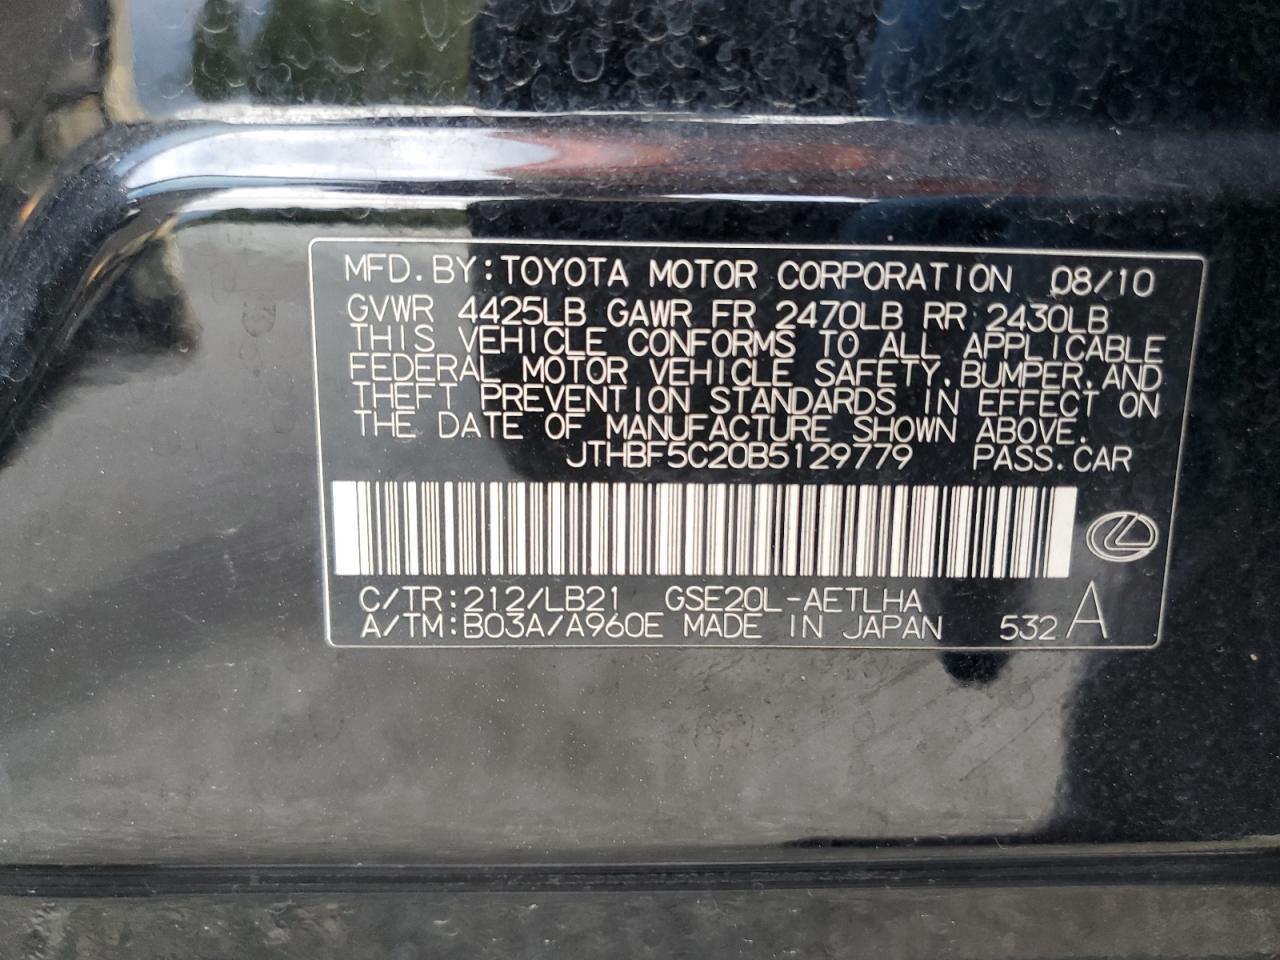 MFD.BY:TOYOTA MOTOR CORPORATION 08/10
GVWR 4425LB GAWR FR 2470LB RR 2430LB
THIS VEHICLE CONFORMS TO ALL APPLICABLE
FEDERAL MOTOR VEHICLE SAFETY,BUMPER,AND
THEFT PREVENTION STANDARDS IN EFFECT ON
THE DATE OF MANUFACTURE SHOWN ABOVE.
JTHBF5C20B5129779 PASS.CAR
C/TR:212/LB21 GSE20L-AETLHA
A/TM:B03A/A960E MADE IN JAPAN 532 A